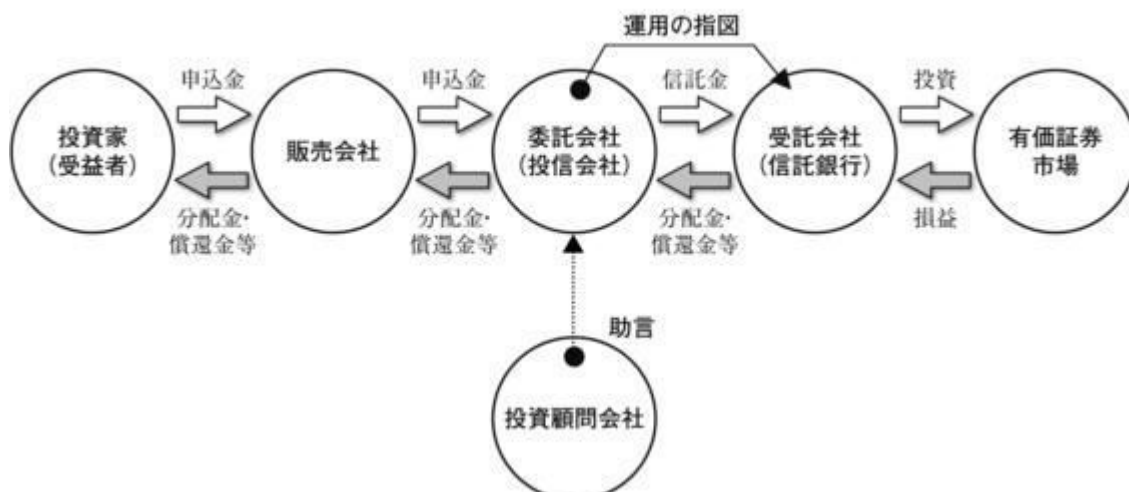 運用の指図
申込金
申込金
信託金
投資
投資家
(受益者)
販売会社
委託会社
(投信会社)
受託会社
(信託銀行)
有価証券
市場
分配金・
償還金等
分配金・
償還金等
分配金・
償還金等
損益
助言
投資顧問会社